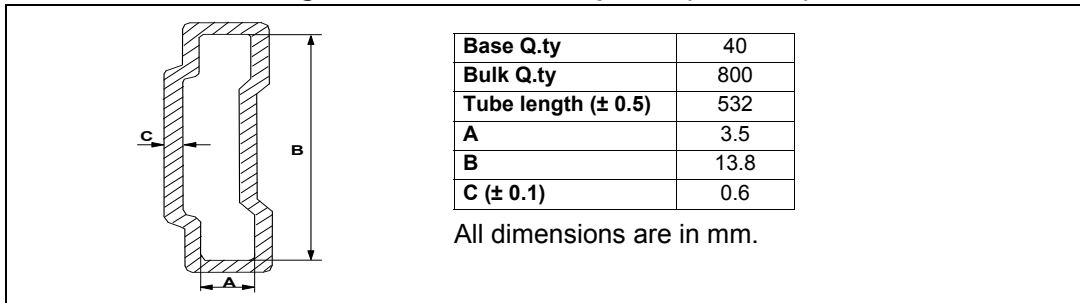 C
B
A
Base Q.ty 40
Bulk Q.ty 800
Tube length (± 0.5) 532
A 3.5
B 13.8
C (± 0.1) 0.6
All dimensions are in mm.